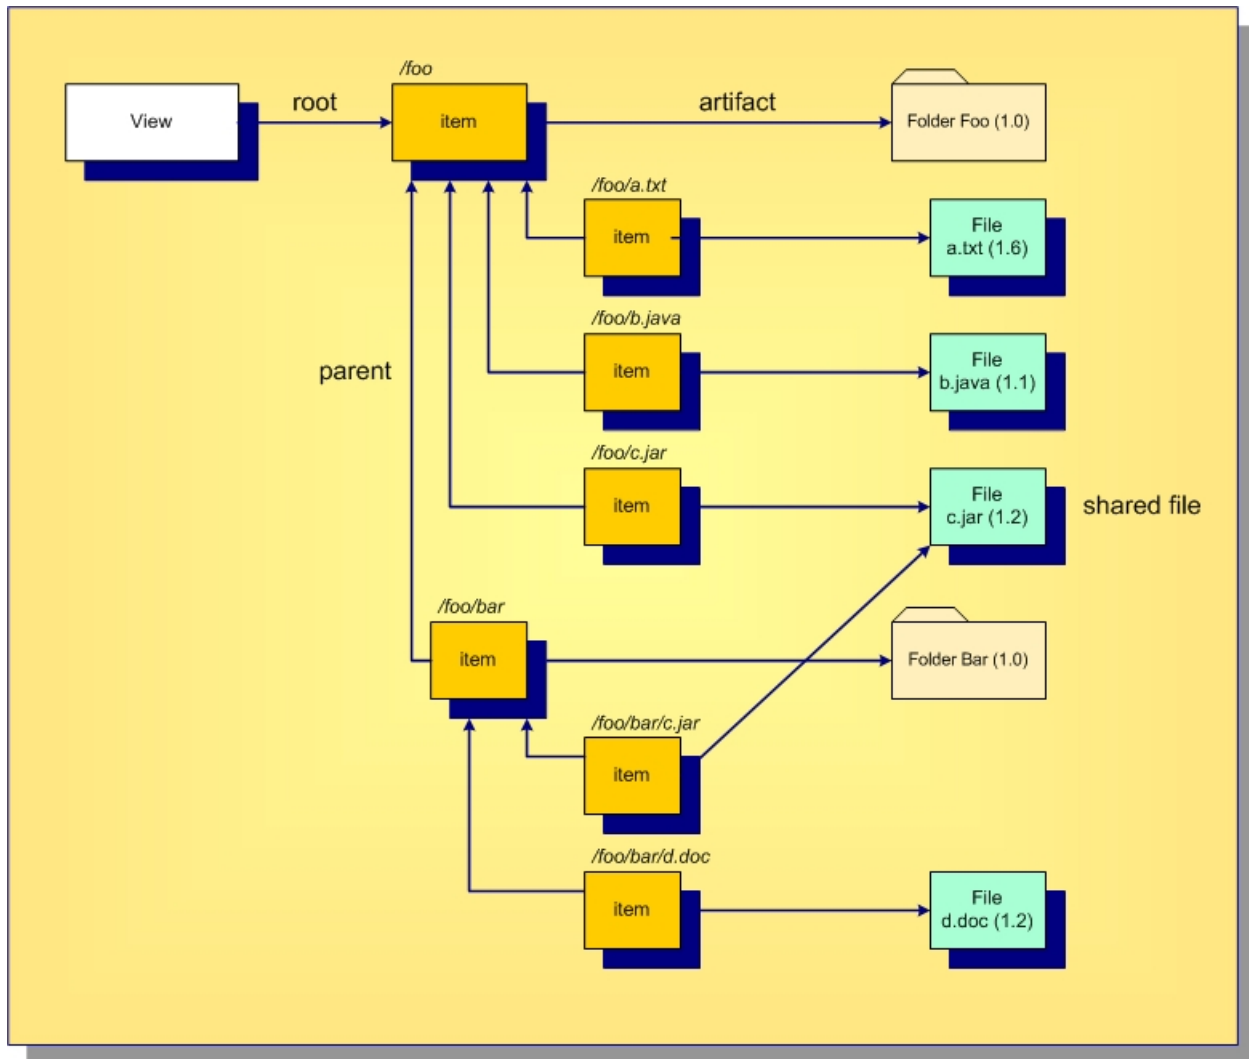 /foo
View
root
item
artifact
Folder Foo (1.0)
/foo/a.txt
item
File
a.txt (1.6)
/foo/b.java
item
File
b.java (1.1)
parent
/foo/c.jar
item
File
c.jar (1.2)
shared file
/foo/bar
item
Folder Bar (1.0)
/foo/bar/c.jar
item
/foo/bar/d.doc
item
File
d.doc (1.2)